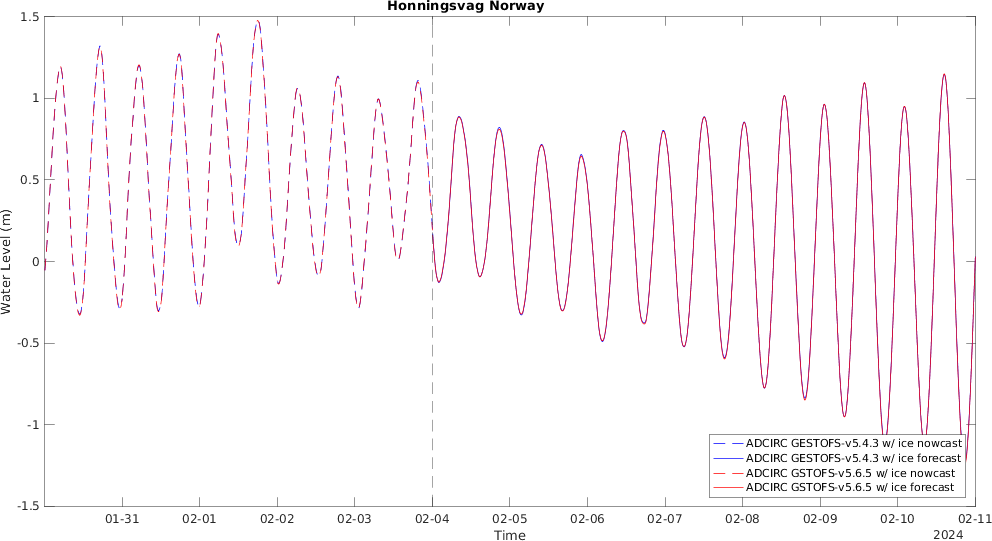 Honningsvag Norway
Water Level (m)
1.5
1
0.5
0
-0.5
-1
-1.5
ADCIRC GESTOFS-v5.4.3 w/ ice nowcast
ADCIRC GESTOFS-v5.4.3 w/ ice forecast
ADCIRC GSTOFS-v5.6.5 w/ ice nowcast
ADCIRC GSTOFS-v5.6.5 w/ ice forecast
01-31 02-01 02-02 02-03 02-04 02-05 02-06 02-07 02-08 02-09 02-10 02-11
Time
2024